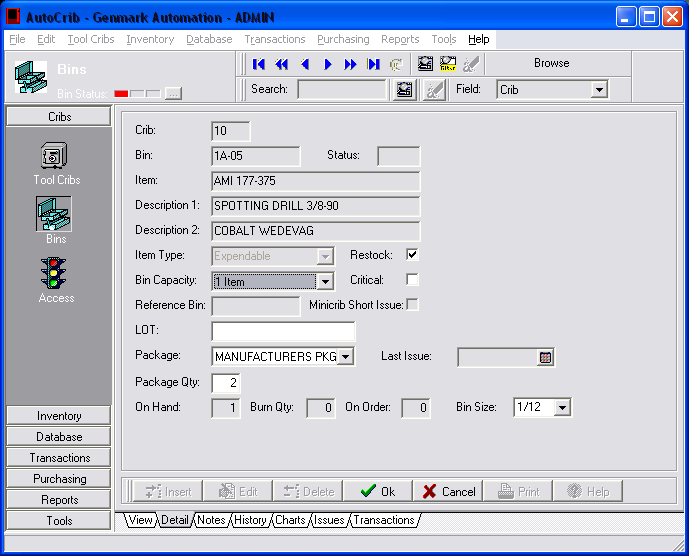 AutoCrib - Genmark Automation - ADMIN
File Edit Tool Cribs Inventory Database Transactions Purchasing Reports Tools Help
Bins
Browse
Filter
Bin Status: ...
Search: Field: Crib
Cribs
Tool Cribs
Bins
Access
Inventory
Database
Transactions
Purchasing
Reports
Tools
Crib: 10
Bin: 1A-05 Status:
Item: AMI 177-375
Description 1: SPOTTING DRILL 3/8-90
Description 2: COBALT WEDEVAG
Item Type: Expendable Restock:
Bin Capacity: 1 Item Critical:
Reference Bin: Minicrib Short Issue:
LOT:
Package: MANUFACTURERS PKG Last Issue:
Package Qty: 2
On Hand: 1 Burn Qty: 0 On Order: 0 Bin Size: 1/12
Insert Edit Delete Ok Cancel Print Help
View Detail Notes History Charts Issues Transactions